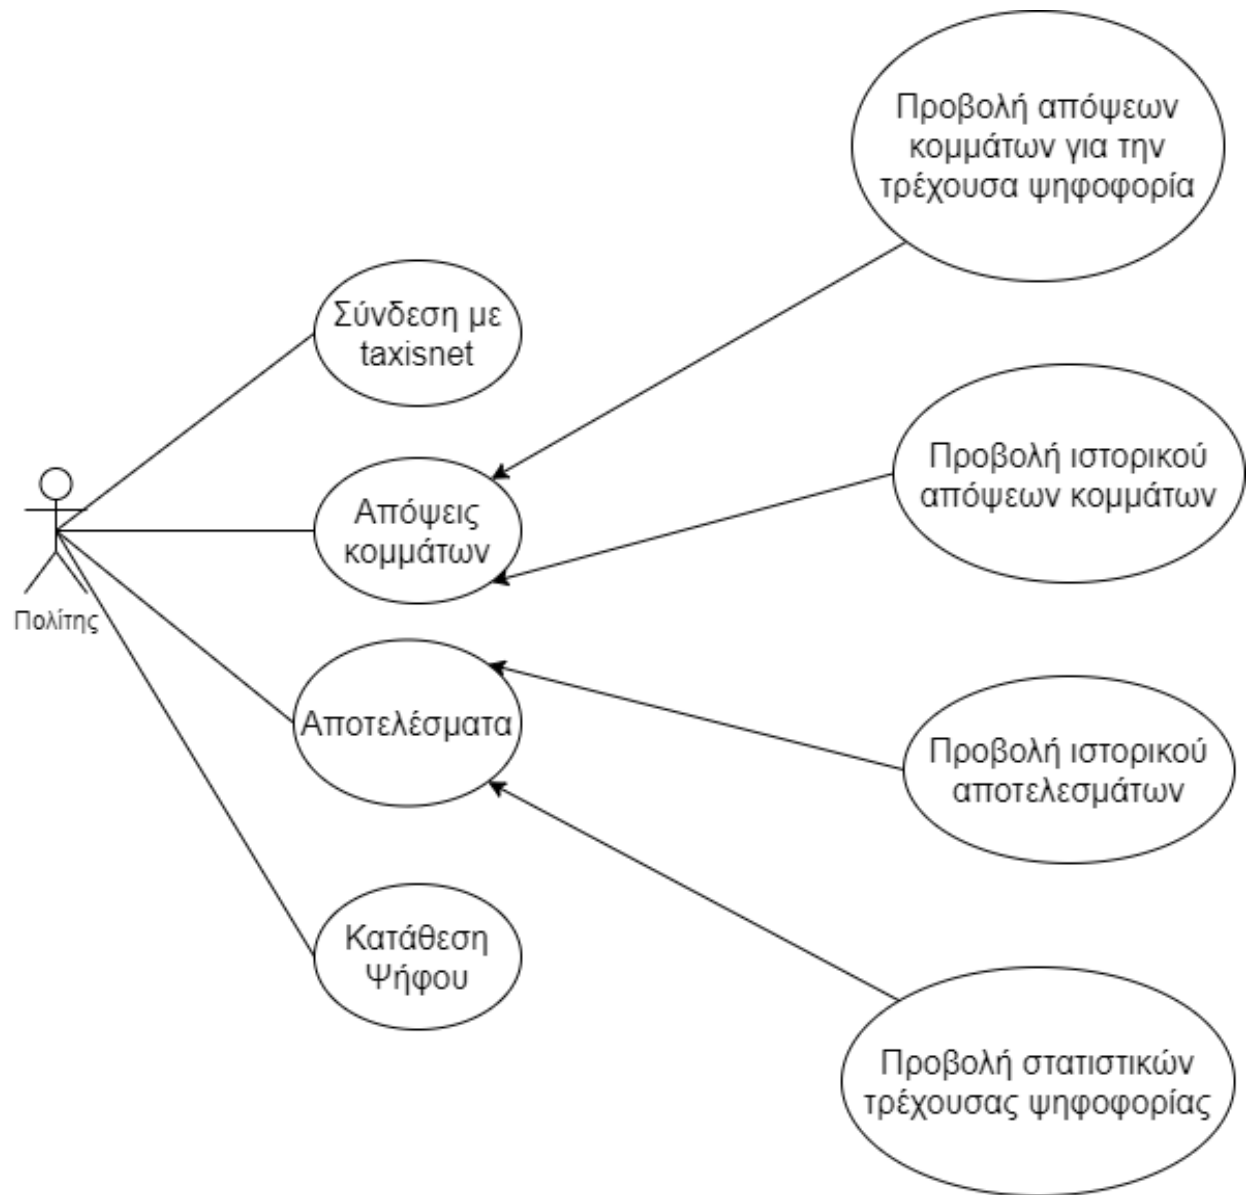 Προβολή απόψεων
κομμάτων για την
τρέχουσα ψηφοφορία
Σύνδεση με
taxisnet
Προβολή ιστορικού
απόψεων κομμάτων
Απόψεις
κομμάτων
Πολίτης
Αποτελέσματα
Προβολή ιστορικού
αποτελεσμάτων
Κατάθεση
Ψήφου
Προβολή στατιστικών
τρέχουσας ψηφοφορίας